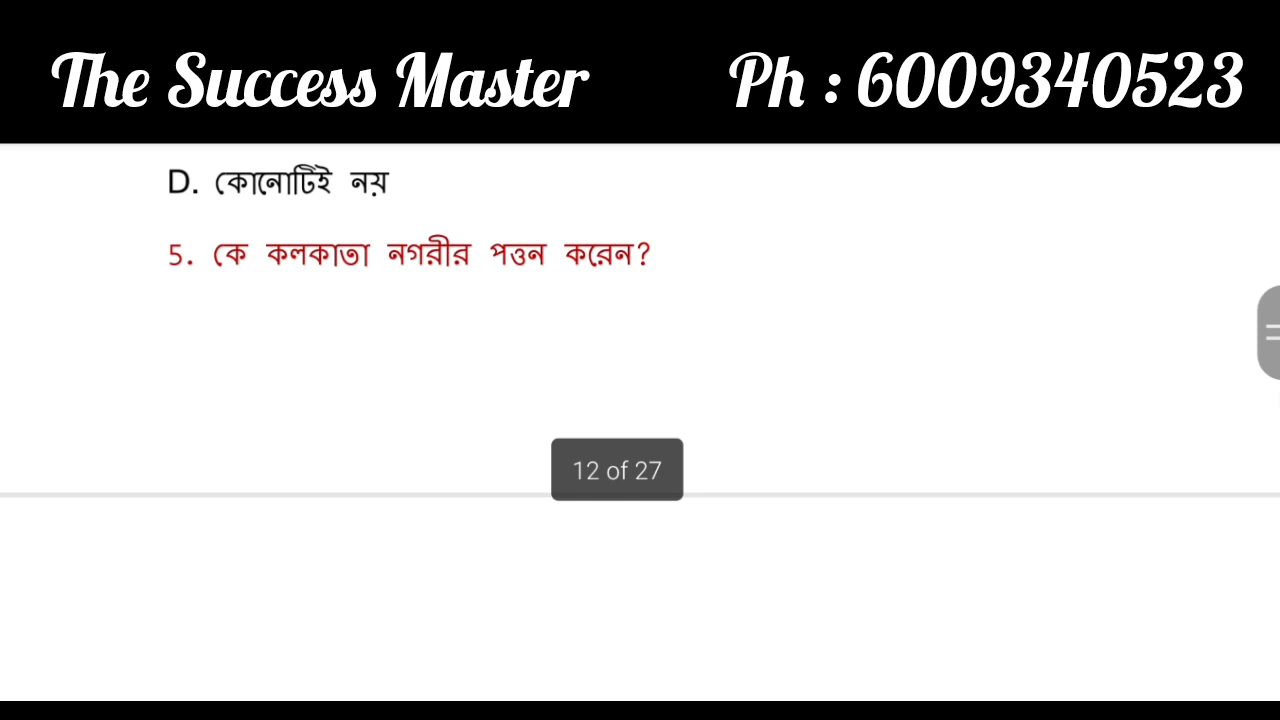 The Success Master Ph : 6009340523
D. কোনোটিই নয়
5. কে কলকাতা নগরীর পত্তন করেন?
12 of 27